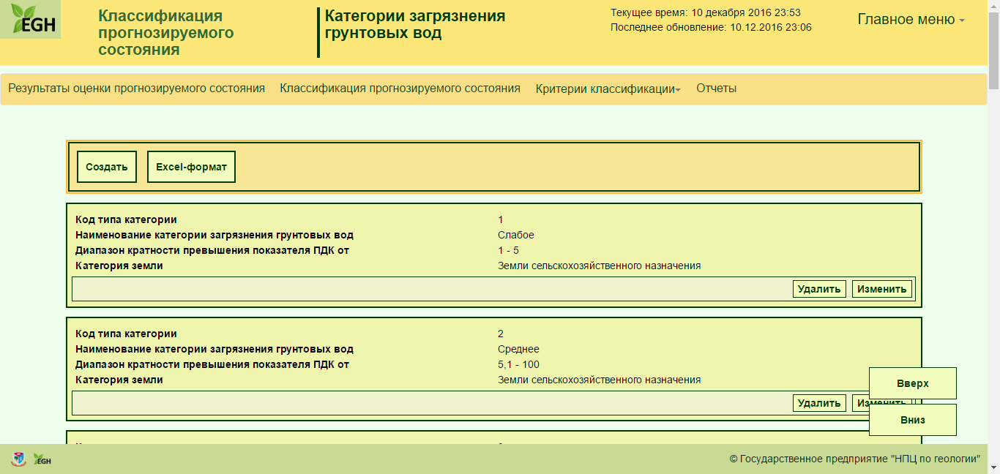 EGH
Классификация
прогнозируемого
состояния
Категории загрязнения
грунтовых вод
Текущее время: 10 декабря 2016 23:53
Последнее обновление: 10.12.2016 23:06
Главное меню
Результаты оценки прогнозируемого состояния
Классификация прогнозируемого состояния
Критерии классификации
Отчеты
Создать
Excel-формат
Код типа категории 1
Наименование категории загрязнения грунтовых вод Слабое
Диапазон кратности превышения показателя ПДК от 1 - 5
Категория земли Земли сельскохозяйственного назначения
Удалить
Изменить
Код типа категории 2
Наименование категории загрязнения грунтовых вод Среднее
Диапазон кратности превышения показателя ПДК от 5,1 - 100
Категория земли Земли сельскохозяйственного назначения
Удалить
Изменить
Вверх
Вниз
EGH
© Государственное предприятие "НПЦ по геологии"